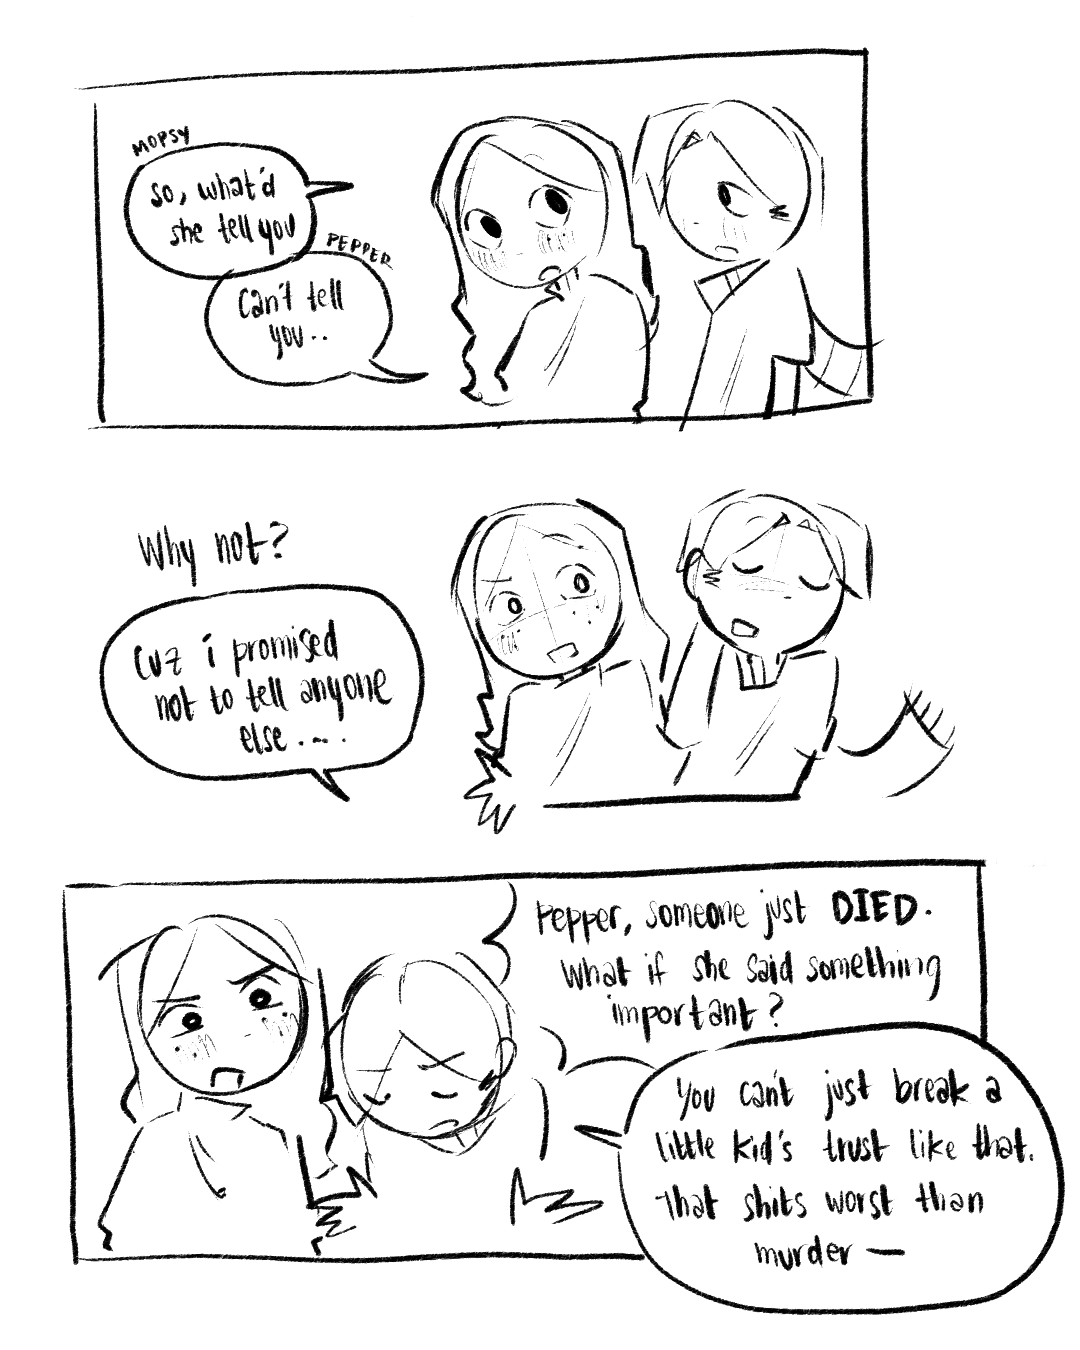 MOPSY
so, what'd
she tell you
PEPPER
Can't tell
you..
Why not?
cuz i promised
not to tell anyone
else....
Pepper, someone just DIED.
What if she said something
important?
You can't just break a
little kid's trust like that.
That shits worst than
murder —